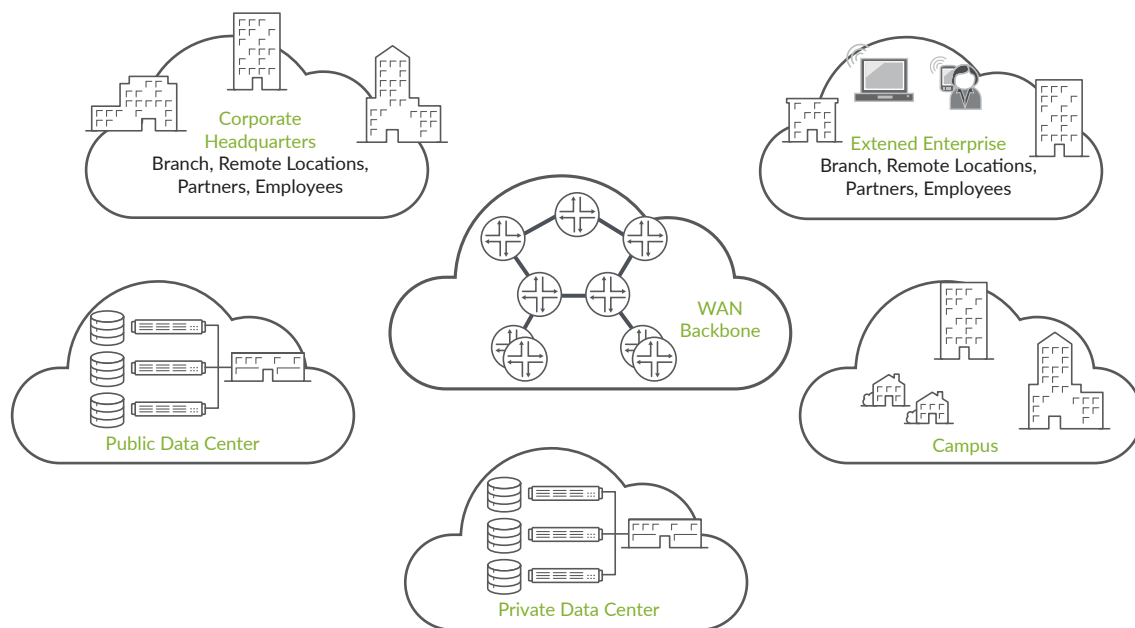 Corporate
Headquarters
Branch, Remote Locations,
Partners, Employees
Extened Enterprise
Branch, Remote Locations,
Partners, Employees
WAN
Backbone
Public Data Center
Campus
Private Data Center